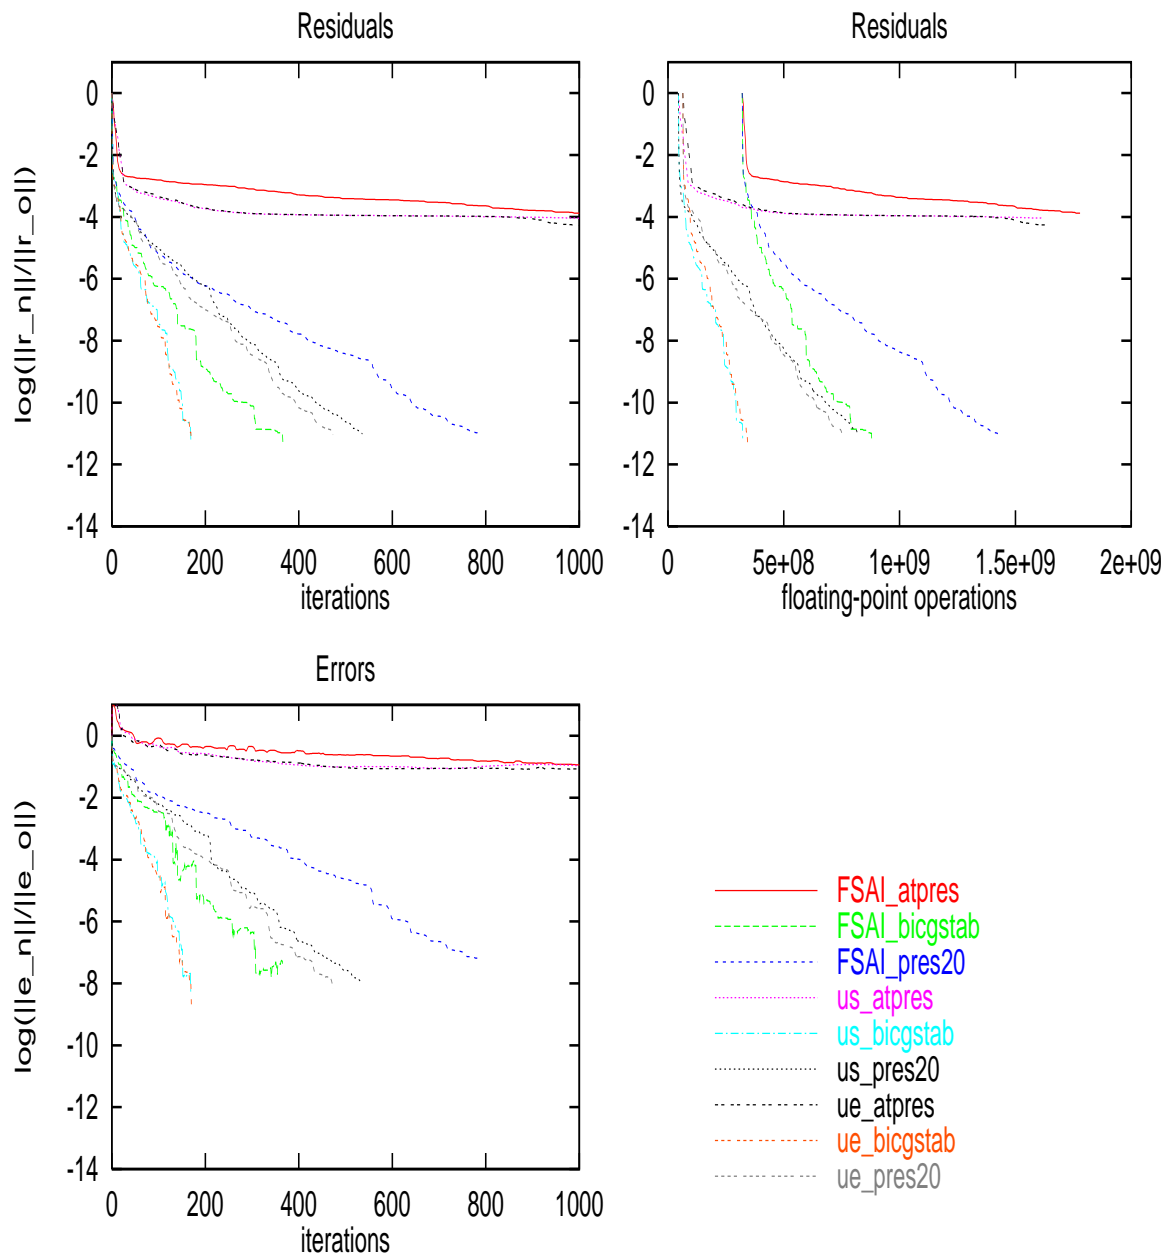 Residuals
log(||r_n||/||r_o||)
0
-2
-4
-6
-8
-10
-12
-14
0 200 400 600 800 1000
iterations
Residuals
0
-2
-4
-6
-8
-10
-12
-14
0 5e+08 1e+09 1.5e+09 2e+09
floating-point operations
Errors
log(||e_n||/||e_o||)
0
-2
-4
-6
-8
-10
-12
-14
0 200 400 600 800 1000
iterations
FSAI_atpres
FSAI_bicgstab
FSAI_pres20
us_atpres
us_bicgstab
us_pres20
ue_atpres
ue_bicgstab
ue_pres20